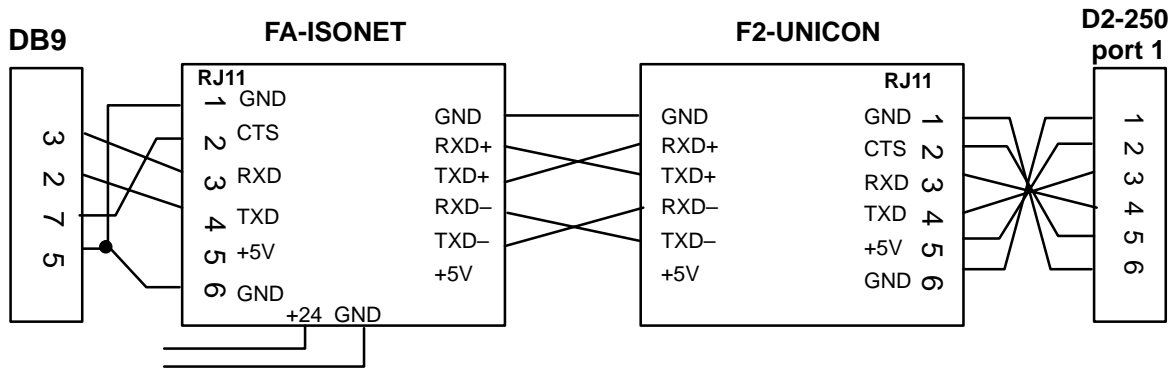 DB9
3
2
7
5
FA-ISONET
RJ11
1 GND
2 CTS
3 RXD
4 TXD
5 +5V
6 GND
+24 GND
GND
RXD+
TXD+
RXD–
TXD–
+5V
F2-UNICON
GND
RXD+
TXD+
RXD–
TXD–
+5V
RJ11
GND 1
CTS 2
RXD 3
TXD 4
+5V 5
GND 6
D2-250
port 1
1
2
3
4
5
6